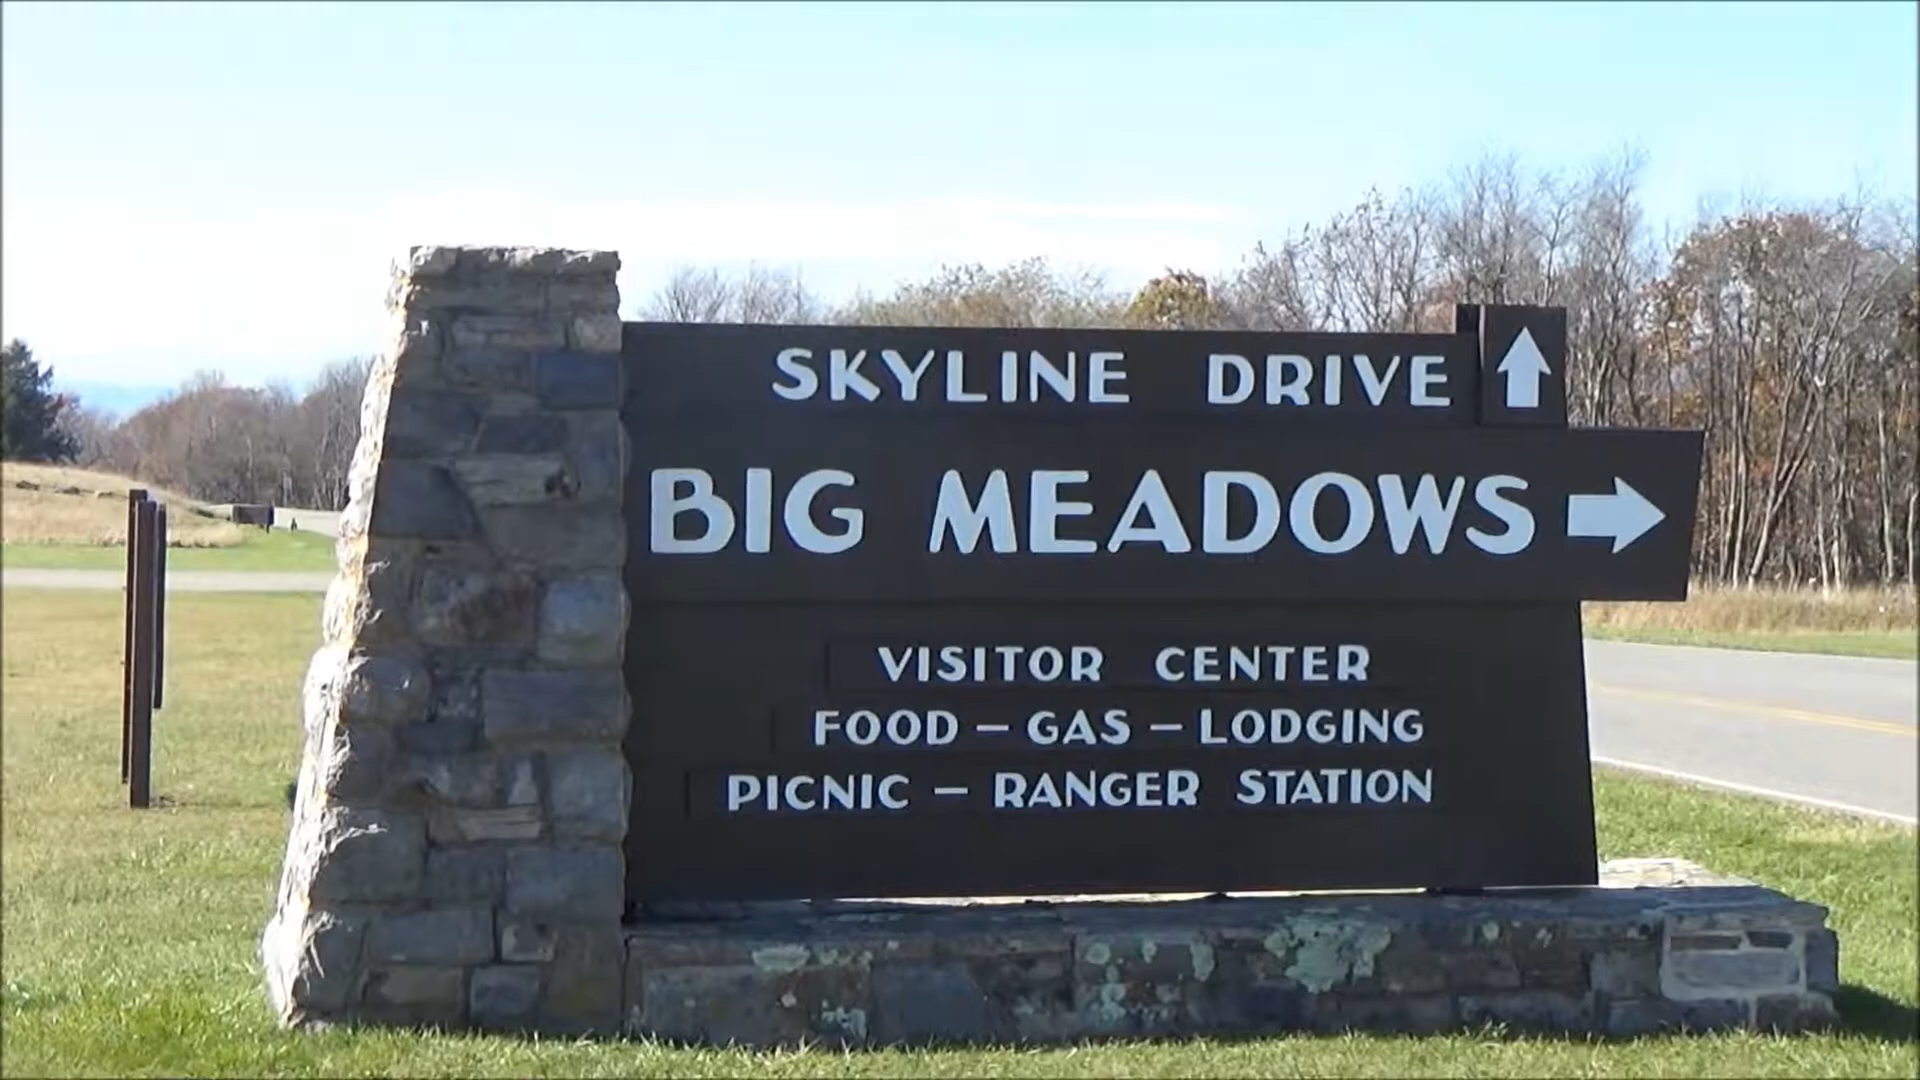 SKYLINE DRIVE
BIG MEADOWS
VISITOR CENTER
FOOD – GAS – LODGING
PICNIC – RANGER STATION